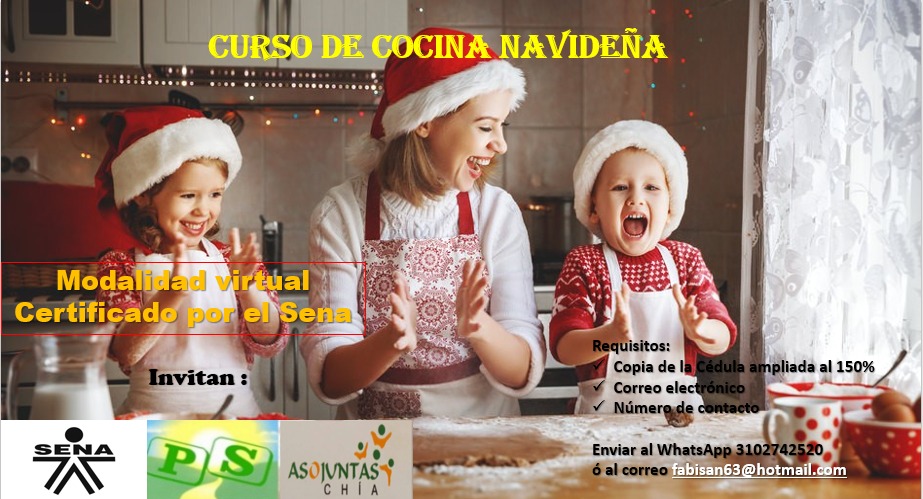 CURSO DE COCINA NAVIDEÑA
Modalidad virtual
Certificado por el Sena
Invitan :
SENA
PS
ASOJUNTAS
CHÍA
Requisitos:
✓ Copia de la Cédula ampliada al 150%
✓ Correo electrónico
✓ Número de contacto
Enviar al WhatsApp 3102742520
ó al correo fabisan63@hotmail.com